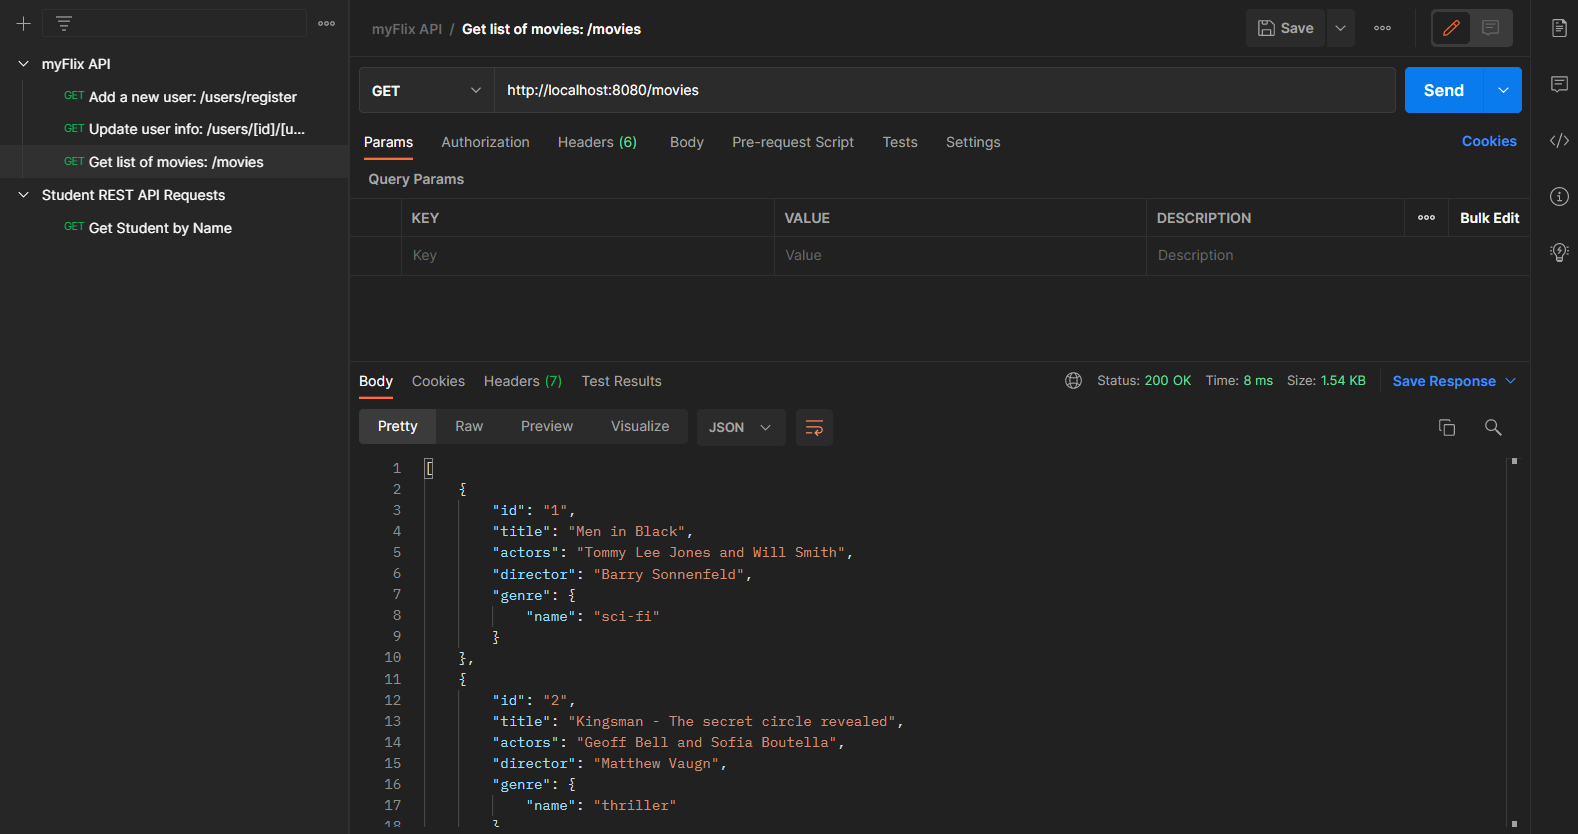 myFlix API
GET Add a new user: /users/register
GET Update user info: /users/[id]/[u...
GET Get list of movies: /movies
Student REST API Requests
GET Get Student by Name
myFlix API / Get list of movies: /movies
Save
GET http://localhost:8080/movies Send
Params Authorization Headers (6) Body Pre-request Script Tests Settings Cookies
Query Params
KEY VALUE DESCRIPTION Bulk Edit
Key Value Description
Body Cookies Headers (7) Test Results Status: 200 OK Time: 8 ms Size: 1.54 KB Save Response
Pretty Raw Preview Visualize JSON
1 [
2 {
3 "id": "1",
4 "title": "Men in Black",
5 "actors": "Tommy Lee Jones and Will Smith",
6 "director": "Barry Sonnenfeld",
7 "genre": {
8 "name": "sci-fi"
9 }
10 },
11 {
12 "id": "2",
13 "title": "Kingsman - The secret circle revealed",
14 "actors": "Geoff Bell and Sofia Boutella",
15 "director": "Matthew Vaugn",
16 "genre": {
17 "name": "thriller"
18 }